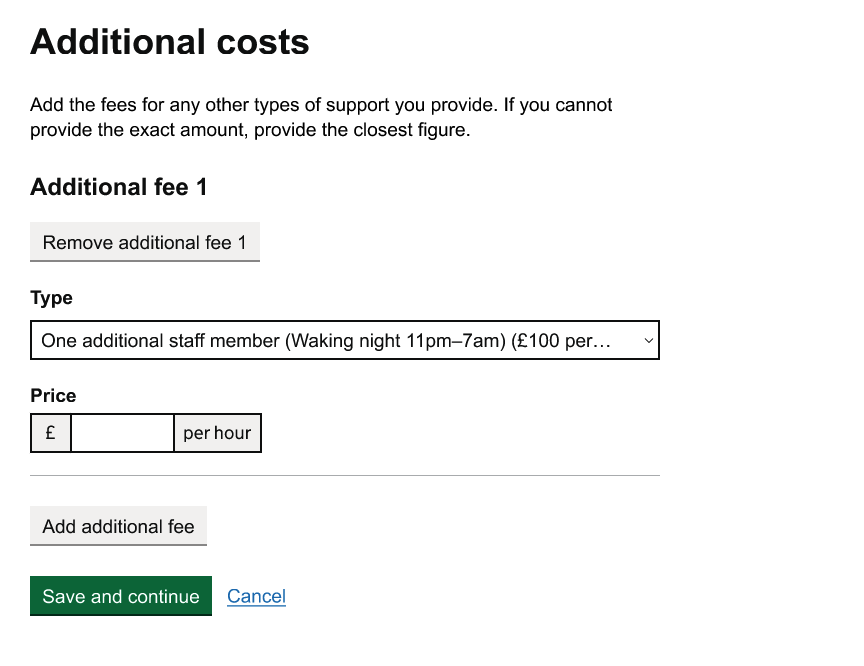 Additional costs
Add the fees for any other types of support you provide. If you cannot
provide the exact amount, provide the closest figure.
Additional fee 1
Remove additional fee 1
Type
One additional staff member (Waking night 11pm–7am) (£100 per…
Price
£ per hour
Add additional fee
Save and continue Cancel